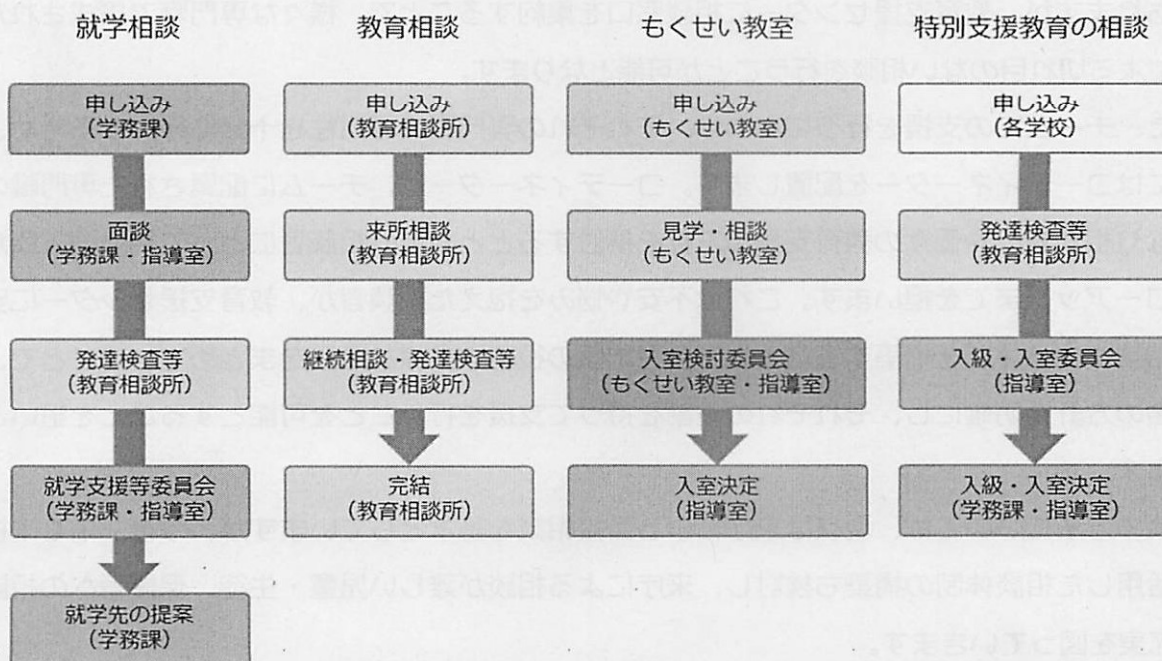 就学相談
申し込み
(学務課)
面談
(学務課・指導室)
発達検査等
(教育相談所)
就学支援等委員会
(学務課・指導室)
就学先の提案
(学務課)
教育相談
申し込み
(教育相談所)
来所相談
(教育相談所)
継続相談・発達検査等
(教育相談所)
完結
(教育相談所)
もくせい教室
申し込み
(もくせい教室)
見学・相談
(もくせい教室)
入室検討委員会
(もくせい教室・指導室)
入室決定
(指導室)
特別支援教育の相談
申し込み
(各学校)
発達検査等
(教育相談所)
入級・入室委員会
(指導室)
入級・入室決定
(学務課・指導室)